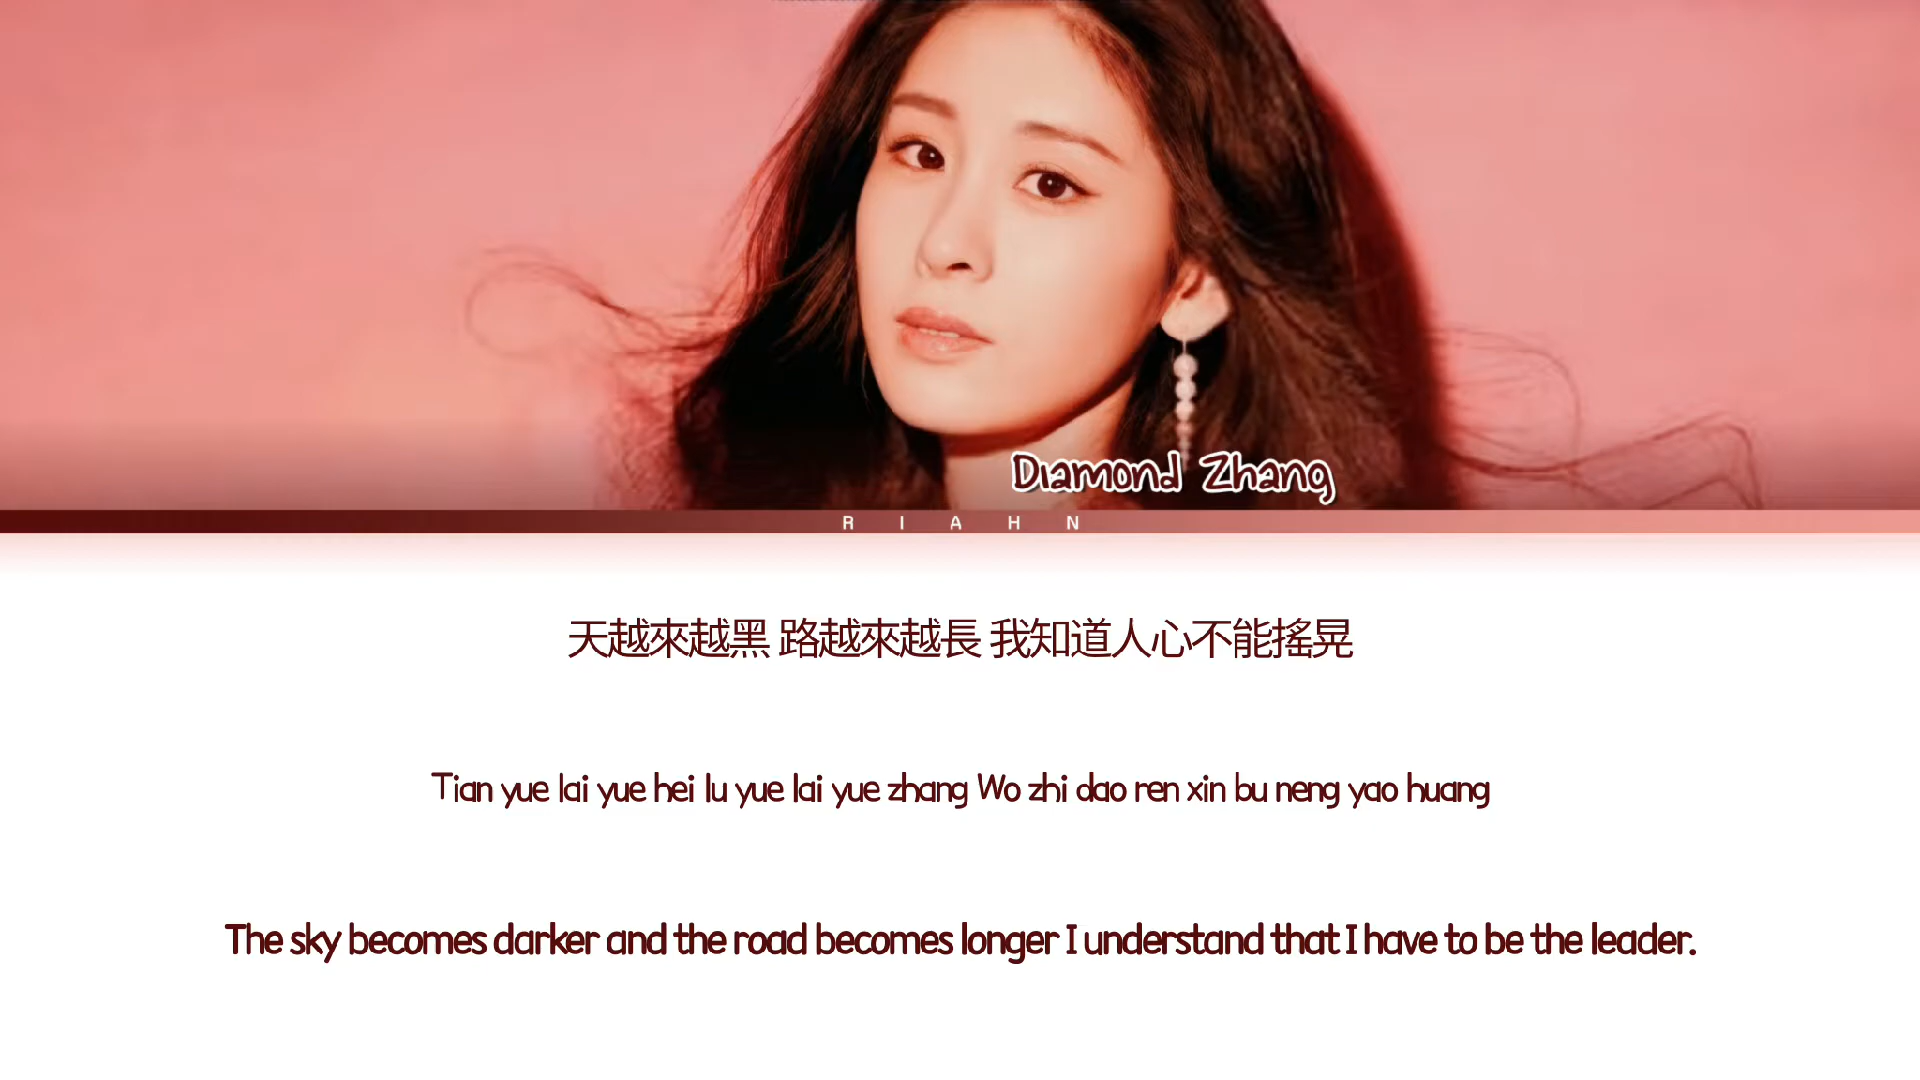 Diamond Zhang
RIAHN
天越來越黑 路越來越長 我知道人心不能搖晃
Tian yue lai yue hei lu yue lai yue zhang Wo zhi dao ren xin bu neng yao huang
The sky becomes darker and the road becomes longer I understand that I have to be the leader.